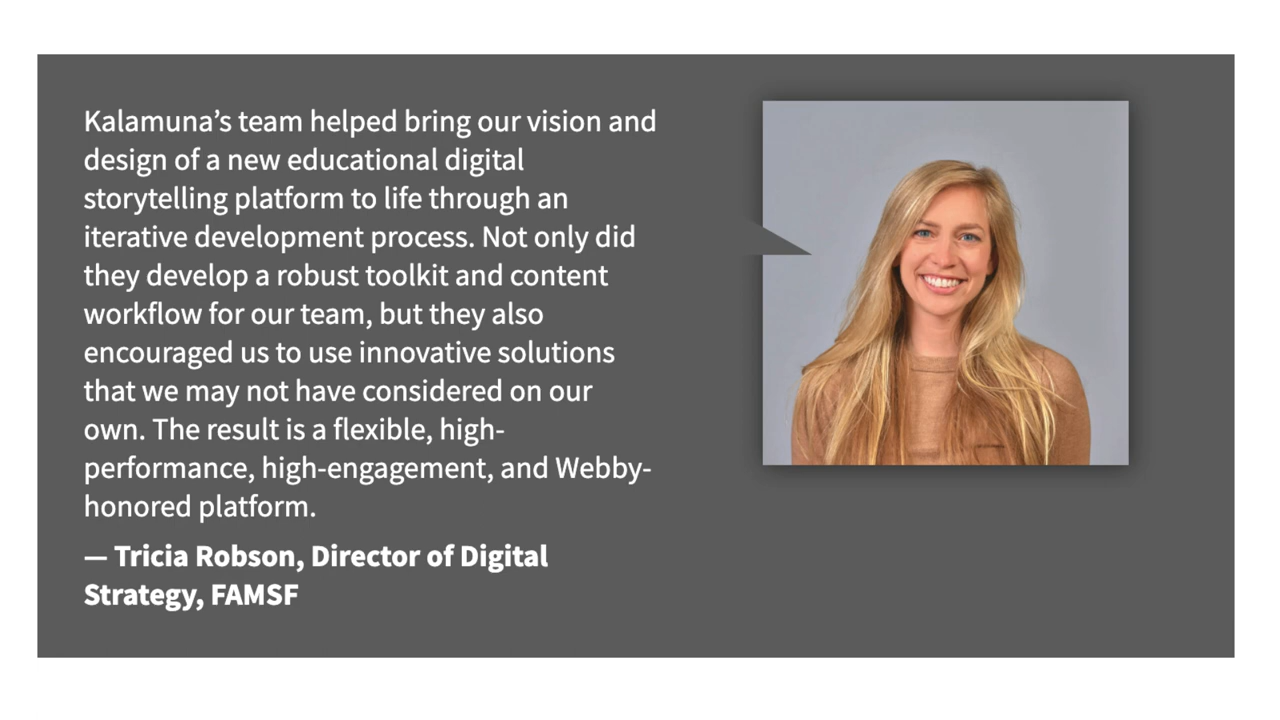 Kalamuna’s team helped bring our vision and
design of a new educational digital
storytelling platform to life through an
iterative development process. Not only did
they develop a robust toolkit and content
workflow for our team, but they also
encouraged us to use innovative solutions
that we may not have considered on our
own. The result is a flexible, high-
performance, high-engagement, and Webby-
honored platform.
— Tricia Robson, Director of Digital
Strategy, FAMSF